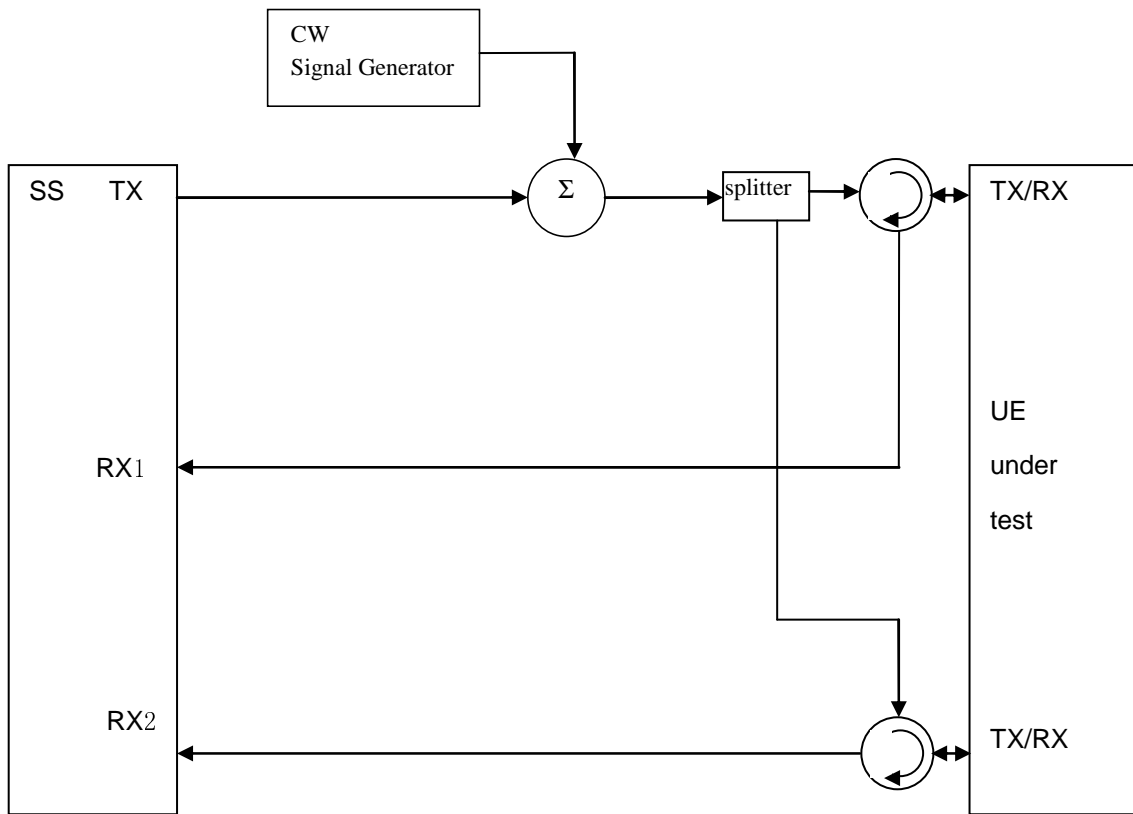 CW
Signal Generator
SS TX
Σ
splitter
TX/RX
RX1
UE
under
test
RX2
TX/RX